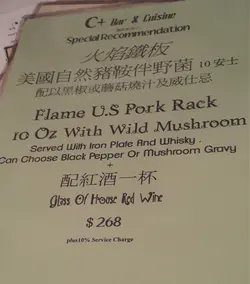 C+ Bar & Cuisine
Special Recommendation
火焰鐵板
美國自然豬鞍伴野菌 10 安士
配以黑椒或蘑菇燒汁及威士忌
Flame U.S Pork Rack
10 Oz With Wild Mushroom
Served With Iron Plate And Whisky
Can Choose Black Pepper Or Mushroom Gravy
+
配紅酒一杯
Glass Of House Red Wine
$ 268
plus10% Service Charge